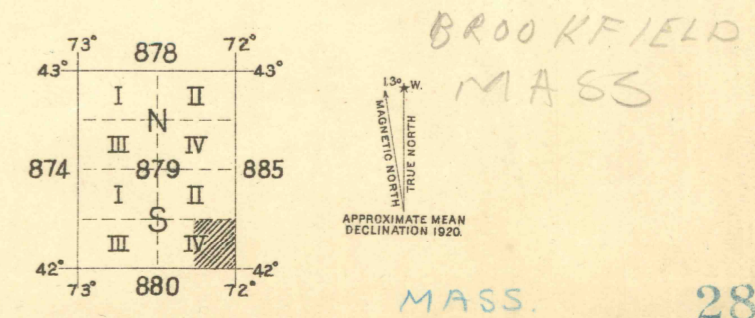 73° 878 72°
43° 43°
I II
N
III IV
874 879 885
I II
S
III IV
42° 42°
73° 880 72°
1.3° W.
MAGNETIC NORTH
TRUE NORTH
APPROXIMATE MEAN
DECLINATION 1920.
BROOKFIELD
MASS
MASS.
28